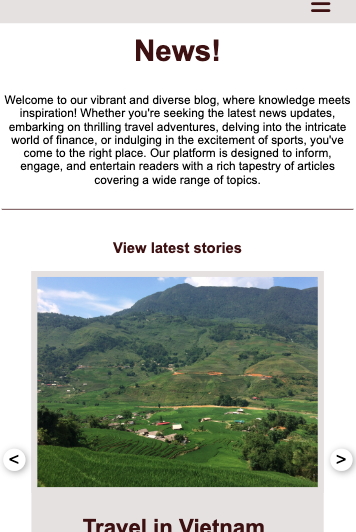 News!
Welcome to our vibrant and diverse blog, where knowledge meets
inspiration! Whether you're seeking the latest news updates,
embarking on thrilling travel adventures, delving into the intricate
world of finance, or indulging in the excitement of sports, you've
come to the right place. Our platform is designed to inform,
engage, and entertain readers with a rich tapestry of articles
covering a wide range of topics.
View latest stories
< >
Travel in Vietnam